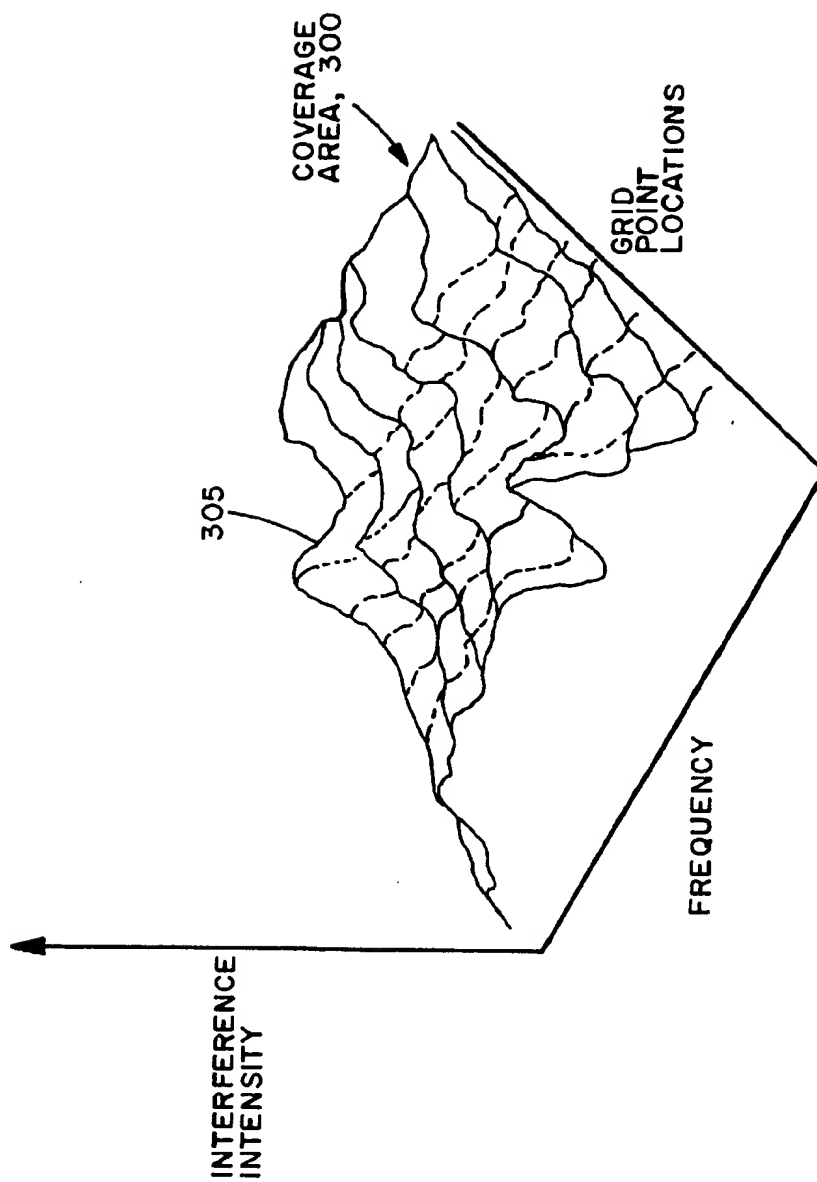 INTERFERENCE
INTENSITY
305
COVERAGE
AREA, 300
FREQUENCY
GRID
POINT
LOCATIONS